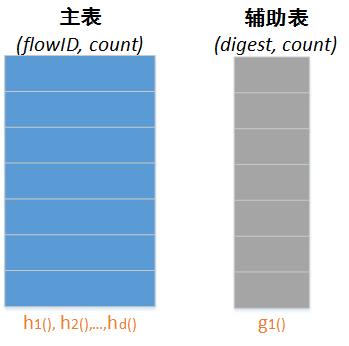 主表
(flowID, count)
辅助表
(digest, count)
h1(), h2(),...,hd()
g1()